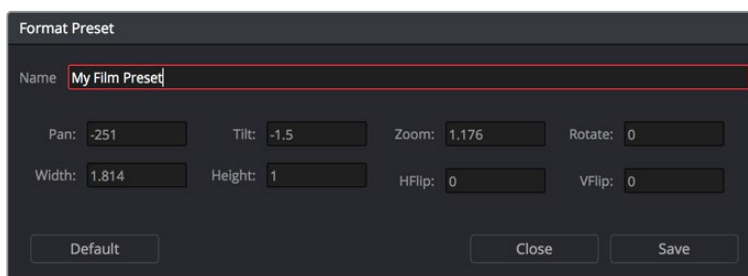 Format Preset
Name My Film Preset
Pan: -251 Tilt: -1.5 Zoom: 1.176 Rotate: 0
Width: 1.814 Height: 1 HFlip: 0 VFlip: 0
Default Close Save